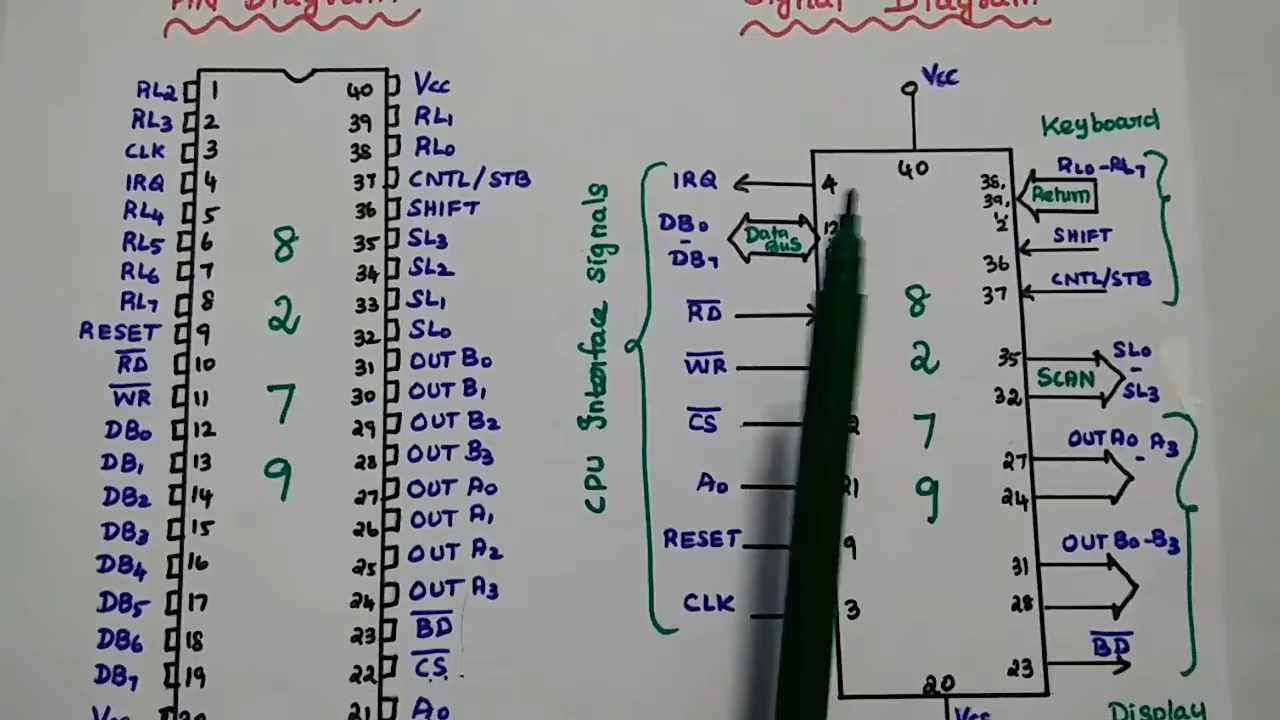 PIN Diagram
Signal Diagram
RL2 1 40 Vcc
RL3 2 39 RL1
CLK 3 38 RL0
IRQ 4 37 CNTL/STB
RL4 5 36 SHIFT
RL5 6 35 SL3
RL6 7 34 SL2
RL7 8 33 SL1
RESET 9 32 SL0
RD 10 31 OUT B0
WR 11 30 OUT B1
DB0 12 29 OUT B2
DB1 13 28 OUT B3
DB2 14 27 OUT A0
DB3 15 26 OUT A1
DB4 16 25 OUT A2
DB5 17 24 OUT A3
DB6 18 23 BD
DB7 19 22 CS
Vcc 20 21 A0
8
2
7
9
CPU Interface signals
Vcc
40
IRQ 4
DB0
-
DB7
Data
Bus
12
RD
WR
CS
A0 21
RESET 9
CLK 3
8
2
7
9
20
Vcc
Keyboard
38,
39,
1,
2
RL0-RL7
Return
36 SHIFT
37 CNTL/STB
35
32
SCAN
SL0
-
SL3
27
24
OUT A0 - A3
31
28
OUT B0-B3
23 BD
Display